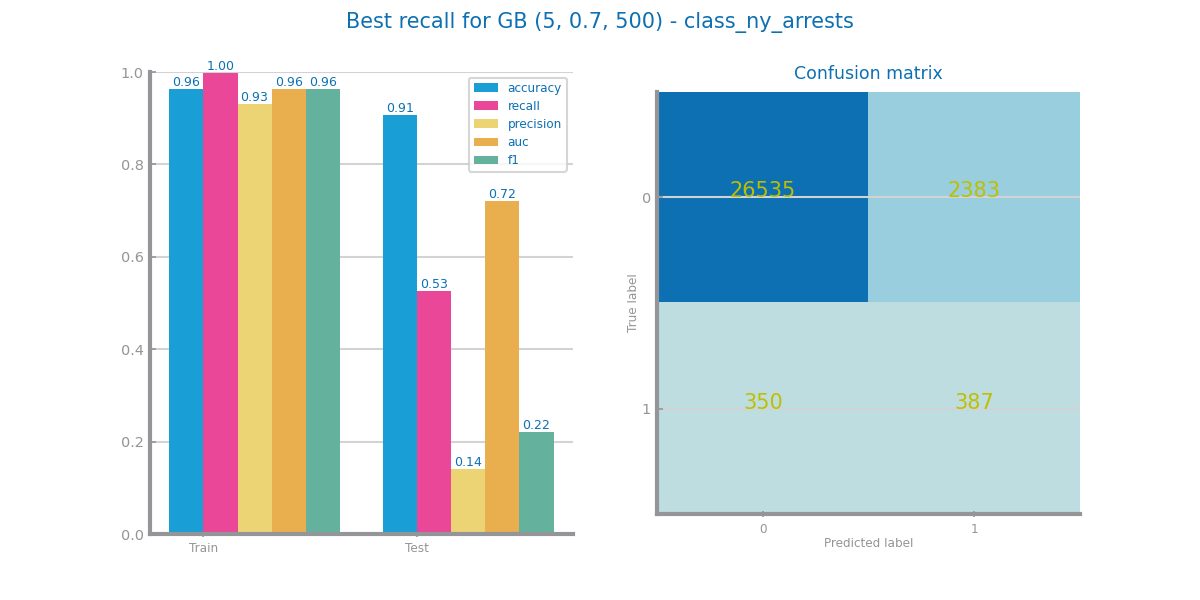 Best recall for GB (5, 0.7, 500) - class_ny_arrests
1.0
0.8
0.6
0.4
0.2
0.0
0.96
1.00
0.93
0.96
0.96
0.91
0.53
0.14
0.72
0.22
accuracy
recall
precision
auc
f1
Train
Test
Confusion matrix
True label
0
1
26535
2383
350
387
0
1
Predicted label